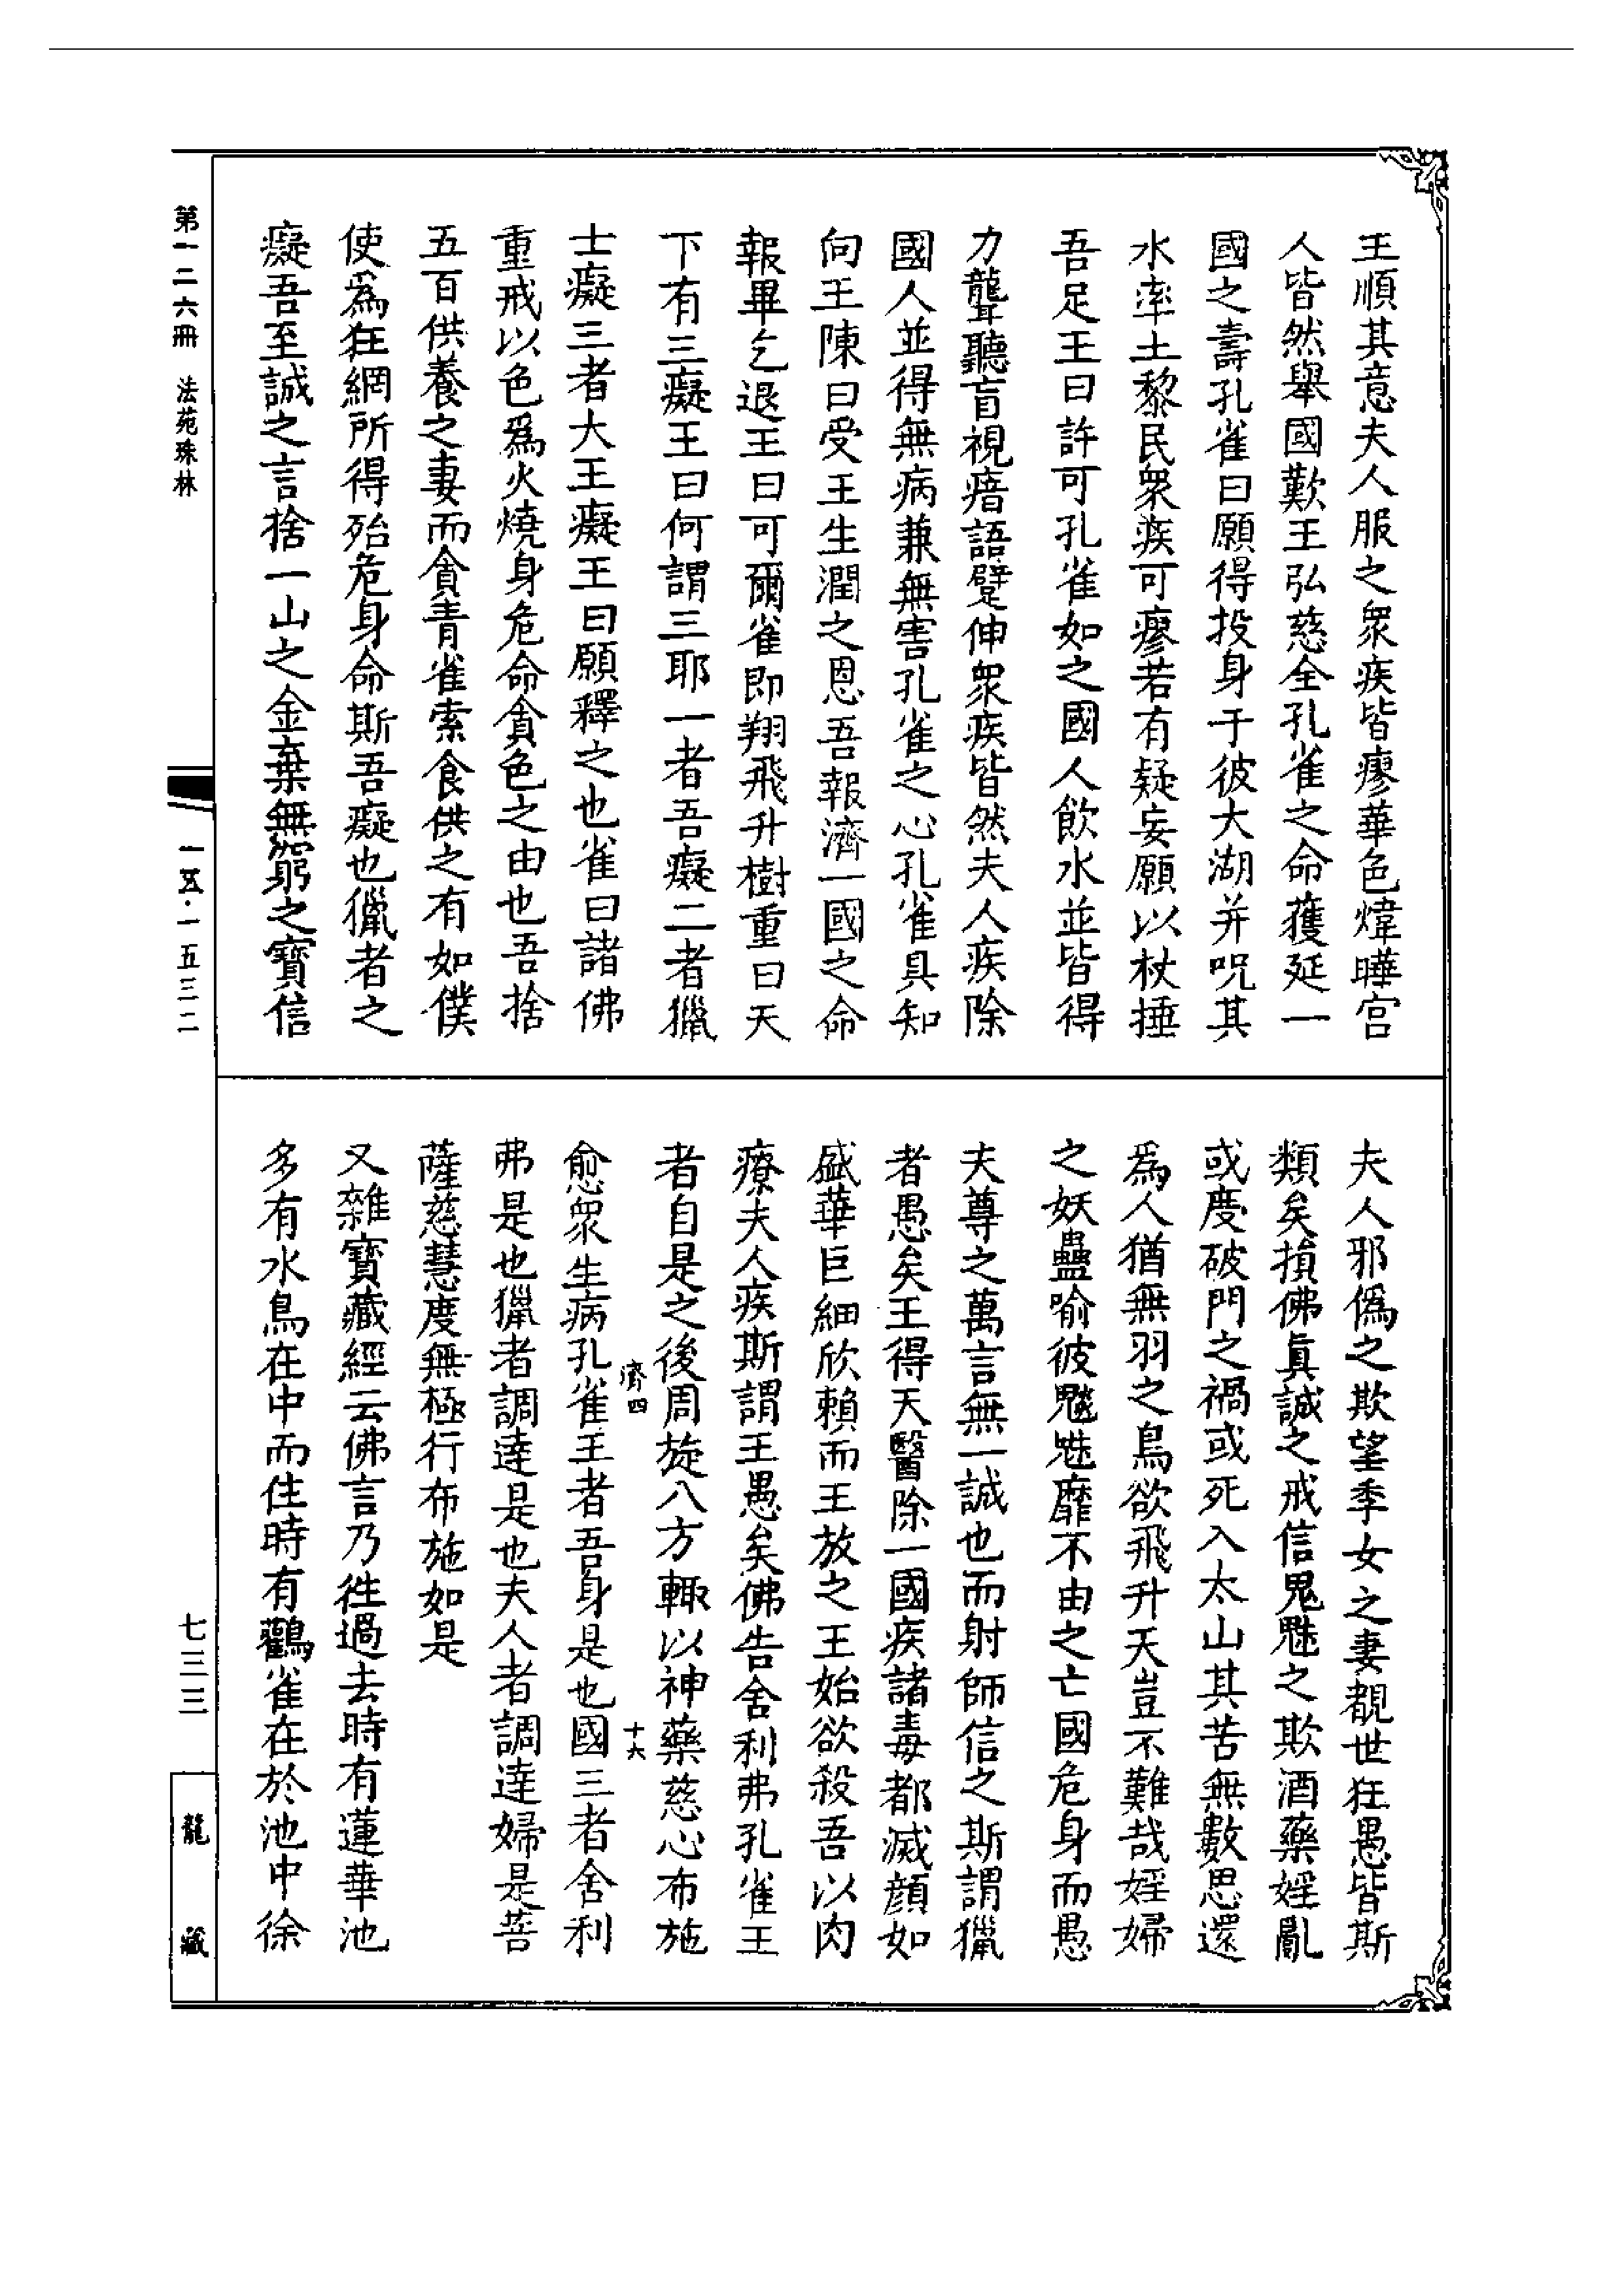 王順其意夫人服之衆疾皆瘳華色煒曄宮
人皆然舉國歎王弘慈全孔雀之命獲延一
國之壽孔雀曰願得投身于彼大湖并呪其
水率土黎民衆疾可瘳若有疑妄願以杖捶
吾足王曰許可孔雀如之國人飲水並皆得
力聾聽盲視瘖語躄伸衆疾皆然夫人疾除
國人並得無病兼無害孔雀之心孔雀具知
向王陳曰受王生潤之恩吾報濟一國之命
報畢乞退王曰可爾雀即翔飛升樹重曰天
下有三癡王曰何謂三耶一者吾癡二者獵
士癡三者大王癡王曰願釋之也雀曰諸佛
重戒以色爲火燒身危命貪色之由也吾捨
五百供養之妻而貪青雀索食供之有如僕
使爲狂網所得殆危身命斯吾癡也獵者之
癡吾至誠之言捨一山之金棄無窮之寶信
夫人邪僞之欺望季女之妻覩世狂愚皆斯
類矣損佛眞誠之戒信鬼魅之欺酒藥婬亂
或度破門之禍或死入太山其苦無數思還
爲人猶無羽之鳥欲飛升天豈不難哉婬婦
之妖蠱喻彼魑魅靡不由之亡國危身而愚
夫尊之萬言無一誠也而射師信之斯謂獵
者愚矣王得天醫除一國疾諸毒都滅顔如
盛華巨細欣賴而王放之王始欲殺吾以肉
療夫人疾斯謂王愚矣佛告舍利弗孔雀王
者自是之後周旋八方輙以神藥慈心布施
濟四 十六
愈衆生病孔雀王者吾身是也國三者舍利
弗是也獵者調達是也夫人者調達婦是菩
薩慈慧度無極行布施如是
又雜寶藏經云佛言乃徃過去時有蓮華池
多有水鳥在中而住時有鸛雀在於池中徐
第一二六冊 法苑珠林
一五·一五三二
七三三
龍藏